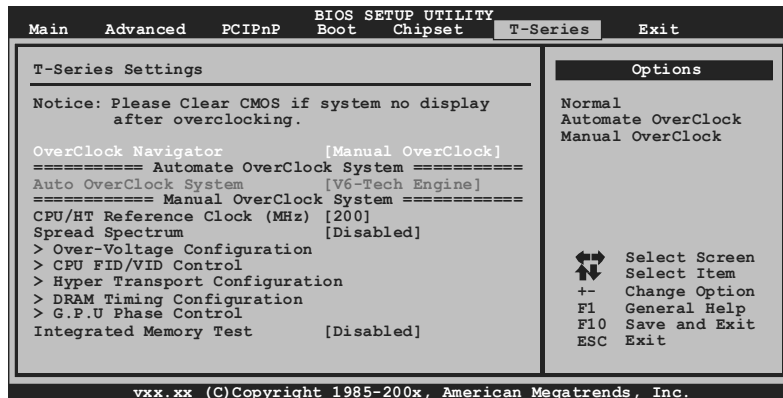 BIOS SETUP UTILITY
Main Advanced PCIPnP Boot Chipset T-Series Exit
T-Series Settings
Notice: Please Clear CMOS if system no display
after overclocking.
OverClock Navigator [Manual OverClock]
=========== Automate OverClock System ===========
Auto OverClock System [V6-Tech Engine]
============ Manual OverClock System ============
CPU/HT Reference Clock (MHz) [200]
Spread Spectrum [Disabled]
> Over-Voltage Configuration
> CPU FID/VID Control
> Hyper Transport Configuration
> DRAM Timing Configuration
> G.P.U Phase Control
Integrated Memory Test [Disabled]
Options
Normal
Automate OverClock
Manual OverClock
Select Screen
Select Item
+- Change Option
F1 General Help
F10 Save and Exit
ESC Exit
vxx.xx (C)Copyright 1985-200x, American Megatrends, Inc.